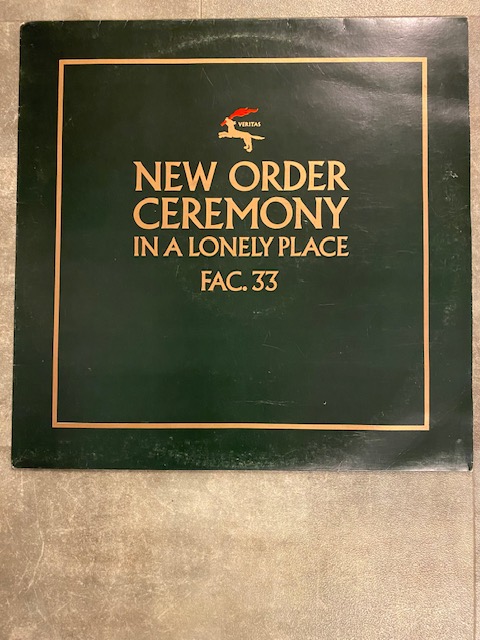 VERITAS
NEW ORDER
CEREMONY
IN A LONELY PLACE
FAC. 33